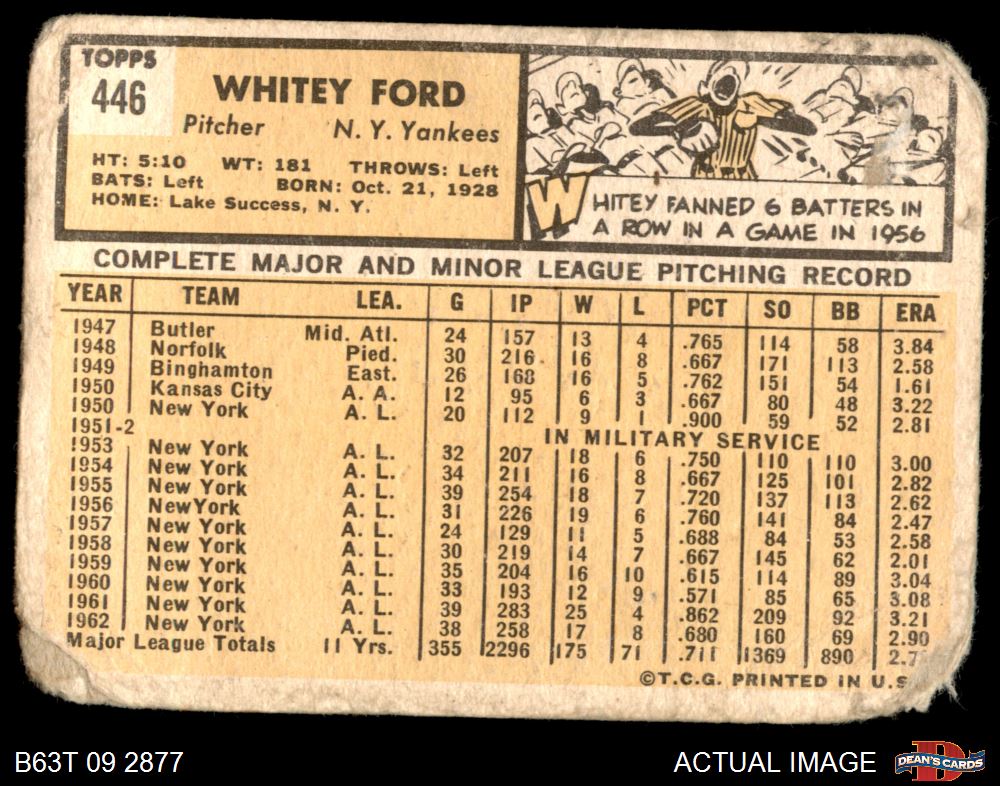 TOPPS
446
WHITEY FORD
Pitcher N. Y. Yankees
HT: 5:10 WT: 181 THROWS: Left
BATS: Left BORN: Oct. 21, 1928
HOME: Lake Success, N. Y.
WHITEY FANNED 6 BATTERS IN
A ROW IN A GAME IN 1956
COMPLETE MAJOR AND MINOR LEAGUE PITCHING RECORD
YEAR TEAM LEA. G IP W L PCT SO BB ERA
1947 Butler Mid. Atl. 24 157 13 4 .765 114 58 3.84
1948 Norfolk Pied. 30 216 16 8 .667 171 113 2.58
1949 Binghamton East. 26 168 16 5 .762 151 54 1.61
1950 Kansas City A. A. 12 95 6 3 .667 80 48 3.22
1950 New York A. L. 20 112 9 1 .900 59 52 2.81
1951-2 IN MILITARY SERVICE
1953 New York A. L. 32 207 18 6 .750 110 110 3.00
1954 New York A. L. 34 211 16 8 .667 125 101 2.82
1955 New York A. L. 39 254 18 7 .720 137 113 2.62
1956 NewYork A. L. 31 226 19 6 .760 141 84 2.47
1957 New York A. L. 24 129 11 5 .688 84 53 2.58
1958 New York A. L. 30 219 14 7 .667 145 62 2.01
1959 New York A. L. 35 204 16 10 .615 114 89 3.04
1960 New York A. L. 33 193 12 9 .571 85 65 3.08
1961 New York A. L. 39 283 25 4 .862 209 92 3.21
1962 New York A. L. 38 258 17 8 .680 160 69 2.90
Major League Totals 11 Yrs. 355 2296 175 71 .711 1369 890 2.7
©T.C.G. PRINTED IN U.S
B63T 09 2877 ACTUAL IMAGE DEAN'S CARDS